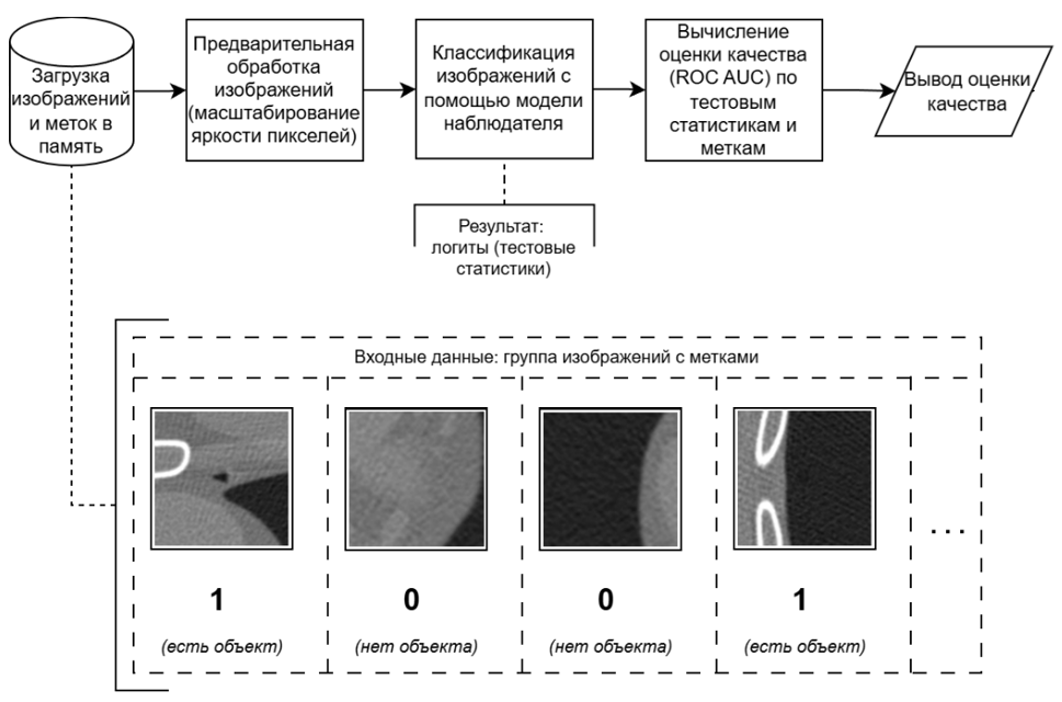 Загрузка
изображений
и меток в
память
Предварительная
обработка
изображений
(масштабирование
яркости пикселей)
Классификация
изображений с
помощью модели
наблюдателя
Вычисление
оценки качества
(ROC AUC) по
тестовым
статистикам и
меткам
Вывод оценки
качества
Результат:
логиты (тестовые
статистики)
Входные данные: группа изображений с метками
1
0
0
1
...
(есть объект)
(нет объекта)
(нет объекта)
(есть объект)